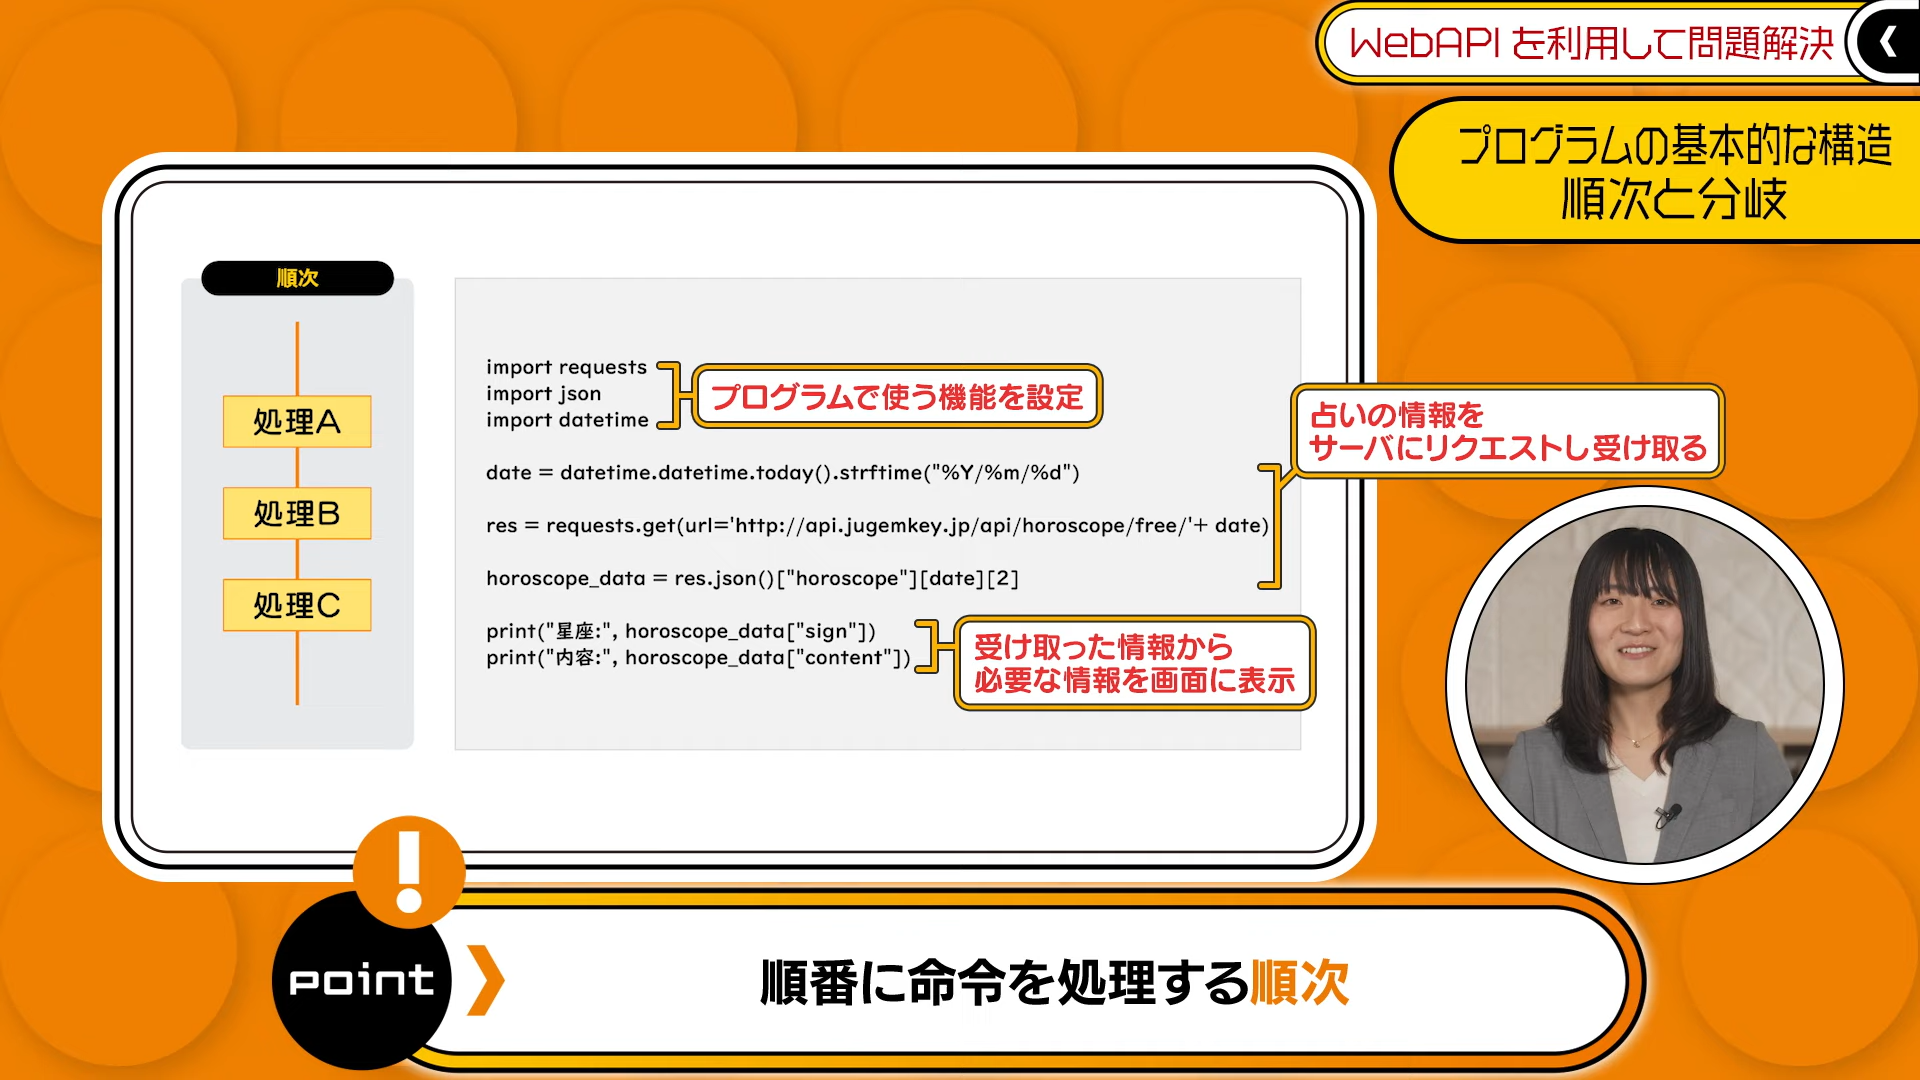 WebAPIを利用して問題解決
プログラムの基本的な構造
順次と分岐
順次
処理A
処理B
処理C
import requests
import json
import datetime
プログラムで使う機能を設定
date = datetime.datetime.today().strftime("%Y/%m/%d")
res = requests.get(url='http://api.jugemkey.jp/api/horoscope/free/'+ date)
horoscope_data = res.json()["horoscope"][date][2]
占いの情報を
サーバにリクエストし受け取る
print("星座:", horoscope_data["sign"])
print("内容:", horoscope_data["content"])
受け取った情報から
必要な情報を画面に表示
!
point
順番に命令を処理する順次